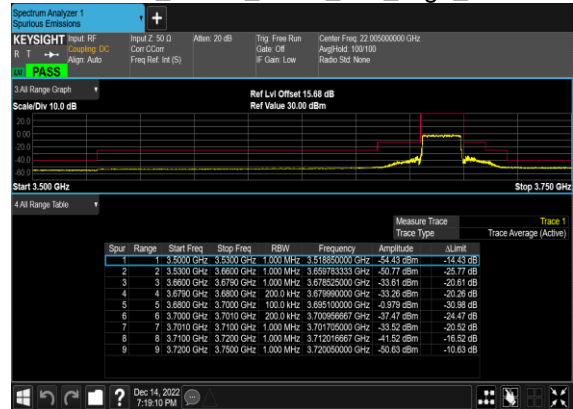 Spectrum Analyzer 1
Spurious Emissions
+
KEYSIGHT Input: RF Input Z: 50 Ω Atten: 20 dB Trig: Free Run Center Freq: 22.005000000 GHz
R T Coupling: DC Corr CCorr Gate: Off Avg|Hold: 100/100
Align: Auto Freq Ref: Int (S) IF Gain: Low Radio Std: None
PASS
3 All Range Graph
Ref Lvl Offset 15.68 dB
Scale/Div 10.0 dB Ref Value 30.00 dBm
20.0
0.00
-20.0
-40.0
-60.0
Start 3.500 GHz Stop 3.750 GHz
4 All Range Table
Measure Trace Trace 1
Trace Type Trace Average (Active)
Spur Range Start Freq Stop Freq RBW Frequency Amplitude ΔLimit
1 1 3.5000 GHz 3.5300 GHz 1.000 MHz 3.518850000 GHz -54.43 dBm -14.43 dB
2 2 3.5300 GHz 3.6600 GHz 1.000 MHz 3.659783333 GHz -50.77 dBm -25.77 dB
3 3 3.6600 GHz 3.6790 GHz 1.000 MHz 3.678525000 GHz -33.61 dBm -20.61 dB
4 4 3.6790 GHz 3.6800 GHz 200.0 kHz 3.679990000 GHz -33.26 dBm -20.26 dB
5 5 3.6800 GHz 3.7000 GHz 100.0 kHz 3.695100000 GHz -0.979 dBm -30.98 dB
6 6 3.7000 GHz 3.7010 GHz 200.0 kHz 3.700956667 GHz -37.47 dBm -24.47 dB
7 7 3.7010 GHz 3.7100 GHz 1.000 MHz 3.701705000 GHz -33.52 dBm -20.52 dB
8 8 3.7100 GHz 3.7200 GHz 1.000 MHz 3.712016667 GHz -41.52 dBm -16.52 dB
9 9 3.7200 GHz 3.7500 GHz 1.000 MHz 3.720050000 GHz -50.63 dBm -10.63 dB
? Dec 14, 2022
7:19:10 PM